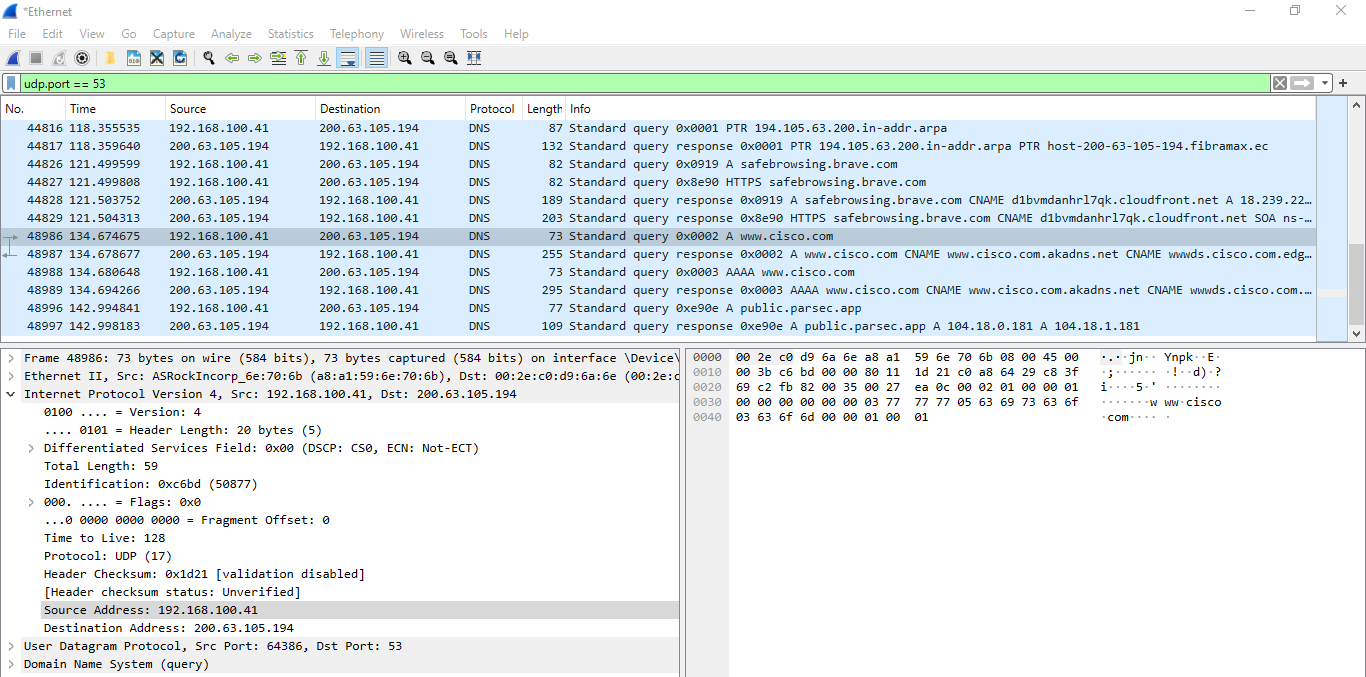 *Ethernet
File Edit View Go Capture Analyze Statistics Telephony Wireless Tools Help
udp.port == 53
No. Time Source Destination Protocol Length Info
44816 118.355535 192.168.100.41 200.63.105.194 DNS 87 Standard query 0x0001 PTR 194.105.63.200.in-addr.arpa
44817 118.359640 200.63.105.194 192.168.100.41 DNS 132 Standard query response 0x0001 PTR 194.105.63.200.in-addr.arpa PTR host-200-63-105-194.fibramax.ec
44826 121.499599 192.168.100.41 200.63.105.194 DNS 82 Standard query 0x0919 A safebrowsing.brave.com
44827 121.499808 192.168.100.41 200.63.105.194 DNS 82 Standard query 0x8e90 HTTPS safebrowsing.brave.com
44828 121.503752 200.63.105.194 192.168.100.41 DNS 189 Standard query response 0x0919 A safebrowsing.brave.com CNAME d1bvmdanhrl7qk.cloudfront.net A 18.239.22…
44829 121.504313 200.63.105.194 192.168.100.41 DNS 203 Standard query response 0x8e90 HTTPS safebrowsing.brave.com CNAME d1bvmdanhrl7qk.cloudfront.net SOA ns-…
48986 134.674675 192.168.100.41 200.63.105.194 DNS 73 Standard query 0x0002 A www.cisco.com
48987 134.678677 200.63.105.194 192.168.100.41 DNS 255 Standard query response 0x0002 A www.cisco.com CNAME www.cisco.com.akadns.net CNAME wwwds.cisco.com.edg…
48988 134.680648 192.168.100.41 200.63.105.194 DNS 73 Standard query 0x0003 AAAA www.cisco.com
48989 134.694266 200.63.105.194 192.168.100.41 DNS 295 Standard query response 0x0003 AAAA www.cisco.com CNAME www.cisco.com.akadns.net CNAME wwwds.cisco.com.…
48996 142.994841 192.168.100.41 200.63.105.194 DNS 77 Standard query 0xe90e A public.parsec.app
48997 142.998183 200.63.105.194 192.168.100.41 DNS 109 Standard query response 0xe90e A public.parsec.app A 104.18.0.181 A 104.18.1.181
Frame 48986: 73 bytes on wire (584 bits), 73 bytes captured (584 bits) on interface \Device\
Ethernet II, Src: ASRockIncorp_6e:70:6b (a8:a1:59:6e:70:6b), Dst: 00:2e:c0:d9:6a:6e (00:2e:c
Internet Protocol Version 4, Src: 192.168.100.41, Dst: 200.63.105.194
0100 .... = Version: 4
.... 0101 = Header Length: 20 bytes (5)
Differentiated Services Field: 0x00 (DSCP: CS0, ECN: Not-ECT)
Total Length: 59
Identification: 0xc6bd (50877)
000. .... = Flags: 0x0
...0 0000 0000 0000 = Fragment Offset: 0
Time to Live: 128
Protocol: UDP (17)
Header Checksum: 0x1d21 [validation disabled]
[Header checksum status: Unverified]
Source Address: 192.168.100.41
Destination Address: 200.63.105.194
User Datagram Protocol, Src Port: 64386, Dst Port: 53
Domain Name System (query)
0000 00 2e c0 d9 6a 6e a8 a1 59 6e 70 6b 08 00 45 00 ·.··jn·· Ynpk··E·
0010 00 3b c6 bd 00 00 80 11 1d 21 c0 a8 64 29 c8 3f ·;······ ·!··d)·?
0020 69 c2 fb 82 00 35 00 27 ea 0c 00 02 01 00 00 01 i····5·' ········
0030 00 00 00 00 00 00 03 77 77 77 05 63 69 73 63 6f ·······w ww·cisco
0040 03 63 6f 6d 00 00 01 00 01 ·com···· ·